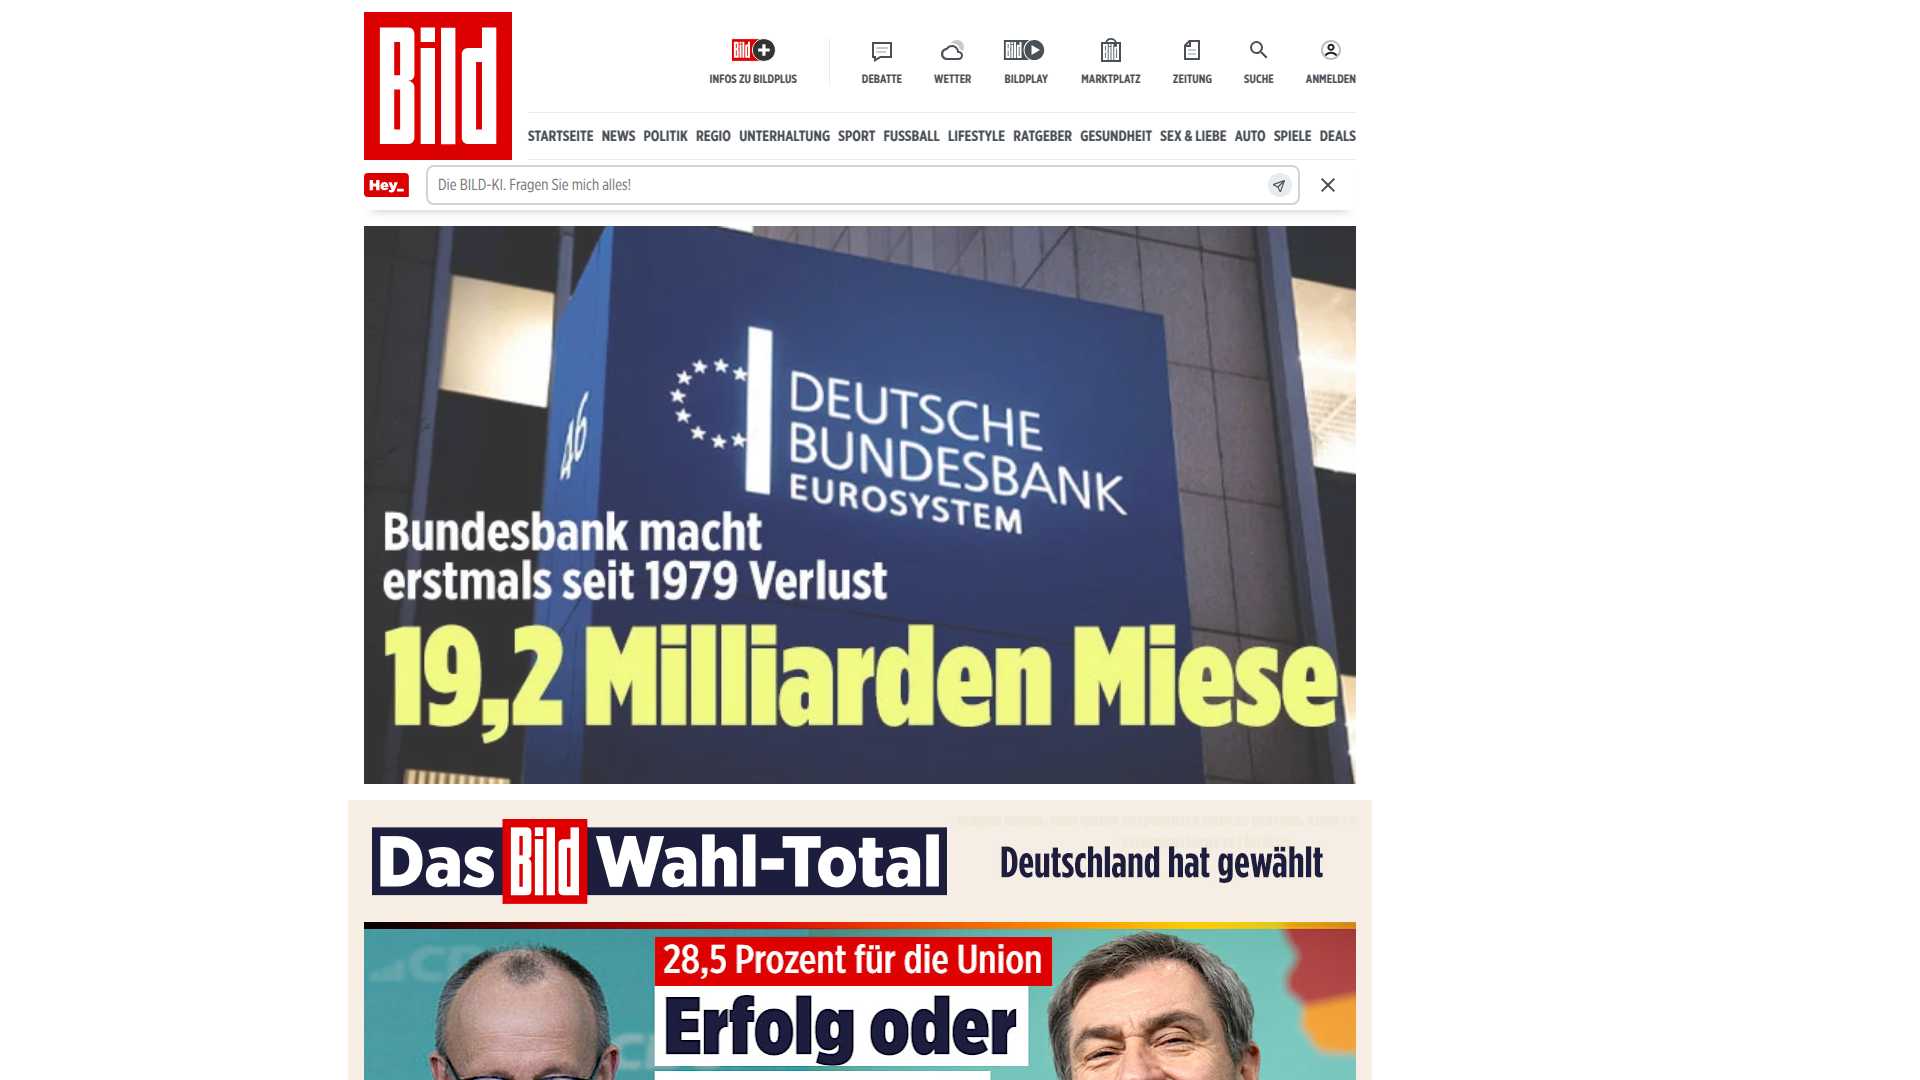 Bild
Bild
INFOS ZU BILDPLUS
DEBATTE
WETTER
Bild
BILDPLAY
Bild
MARKTPLATZ
ZEITUNG
SUCHE
ANMELDEN
STARTSEITE NEWS POLITIK REGIO UNTERHALTUNG SPORT FUSSBALL LIFESTYLE RATGEBER GESUNDHEIT SEX & LIEBE AUTO SPIELE DEALS
Hey_
Die BILD-KI. Fragen Sie mich alles!
DEUTSCHE
BUNDESBANK
EUROSYSTEM
46
Bundesbank macht
erstmals seit 1979 Verlust
19,2 Milliarden Miese
Das Bild Wahl-Total
Deutschland hat gewählt
28,5 Prozent für die Union
Erfolg oder